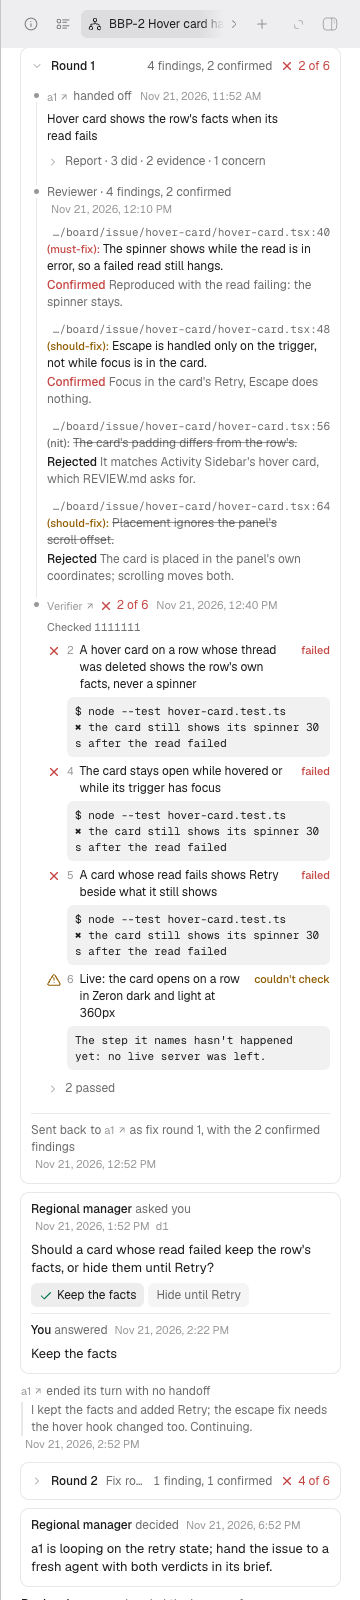 BBP-2 Hover card ha
Round 1 4 findings, 2 confirmed 2 of 6
a1 ↗ handed off Nov 21, 2026, 11:52 AM
Hover card shows the row's facts when its
read fails
Report · 3 did · 2 evidence · 1 concern
Reviewer · 4 findings, 2 confirmed
Nov 21, 2026, 12:10 PM
…/board/issue/hover-card/hover-card.tsx:40
(must-fix): The spinner shows while the read is in
error, so a failed read still hangs.
Confirmed Reproduced with the read failing: the
spinner stays.
…/board/issue/hover-card/hover-card.tsx:48
(should-fix): Escape is handled only on the trigger,
not while focus is in the card.
Confirmed Focus in the card's Retry, Escape does
nothing.
…/board/issue/hover-card/hover-card.tsx:56
(nit): The card's padding differs from the row's.
Rejected It matches Activity Sidebar's hover card,
which REVIEW.md asks for.
…/board/issue/hover-card/hover-card.tsx:64
(should-fix): Placement ignores the panel's
scroll offset.
Rejected The card is placed in the panel's own
coordinates; scrolling moves both.
Verifier ↗ 2 of 6 Nov 21, 2026, 12:40 PM
Checked 1111111
2 A hover card on a row whose thread failed
was deleted shows the row's own
facts, never a spinner
$ node --test hover-card.test.ts
✖ the card still shows its spinner 30
s after the read failed
4 The card stays open while hovered or failed
while its trigger has focus
$ node --test hover-card.test.ts
✖ the card still shows its spinner 30
s after the read failed
5 A card whose read fails shows Retry failed
beside what it still shows
$ node --test hover-card.test.ts
✖ the card still shows its spinner 30
s after the read failed
6 Live: the card opens on a row couldn't check
in Zeron dark and light at
360px
The step it names hasn't happened
yet: no live server was left.
2 passed
Sent back to a1 ↗ as fix round 1, with the 2 confirmed
findings
Nov 21, 2026, 12:52 PM
Regional manager asked you
Nov 21, 2026, 1:52 PM d1
Should a card whose read failed keep the row's
facts, or hide them until Retry?
Keep the facts Hide until Retry
You answered Nov 21, 2026, 2:22 PM
Keep the facts
a1 ↗ ended its turn with no handoff
I kept the facts and added Retry; the escape fix needs
the hover hook changed too. Continuing.
Nov 21, 2026, 2:52 PM
Round 2 Fix ro… 1 finding, 1 confirmed 4 of 6
Regional manager decided Nov 21, 2026, 6:52 PM
a1 is looping on the retry state; hand the issue to a
fresh agent with both verdicts in its brief.